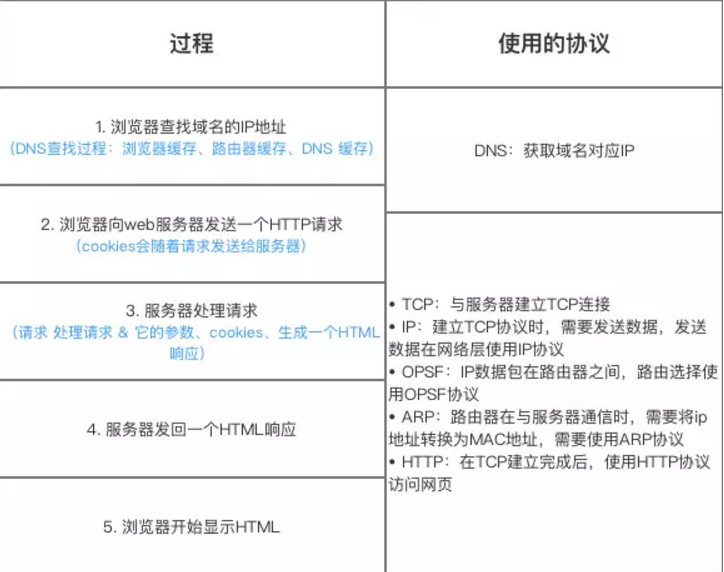 过程
使用的协议
1. 浏览器查找域名的IP地址
（DNS查找过程：浏览器缓存、路由器缓存、DNS 缓存）
DNS：获取域名对应IP
2. 浏览器向web服务器发送一个HTTP请求
（cookies会随着请求发送给服务器）
3. 服务器处理请求
（请求 处理请求 & 它的参数、cookies、生成一个HTML
响应）
4. 服务器发回一个HTML响应
5. 浏览器开始显示HTML
• TCP：与服务器建立TCP连接
• IP：建立TCP协议时，需要发送数据，发送
数据在网络层使用IP协议
• OPSF：IP数据包在路由器之间，路由选择使
用OPSF协议
• ARP：路由器在与服务器通信时，需要将ip
地址转换为MAC地址，需要使用ARP协议
• HTTP：在TCP建立完成后，使用HTTP协议
访问网页